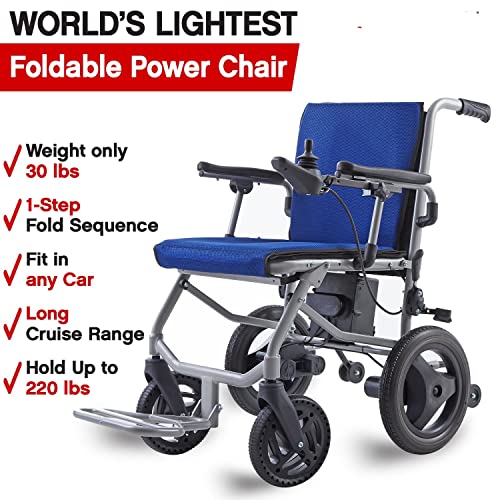 WORLD'S LIGHTEST
Foldable Power Chair
Weight only
30 lbs
1-Step
Fold Sequence
Fit in
any Car
Long
Cruise Range
Hold Up to
220 lbs